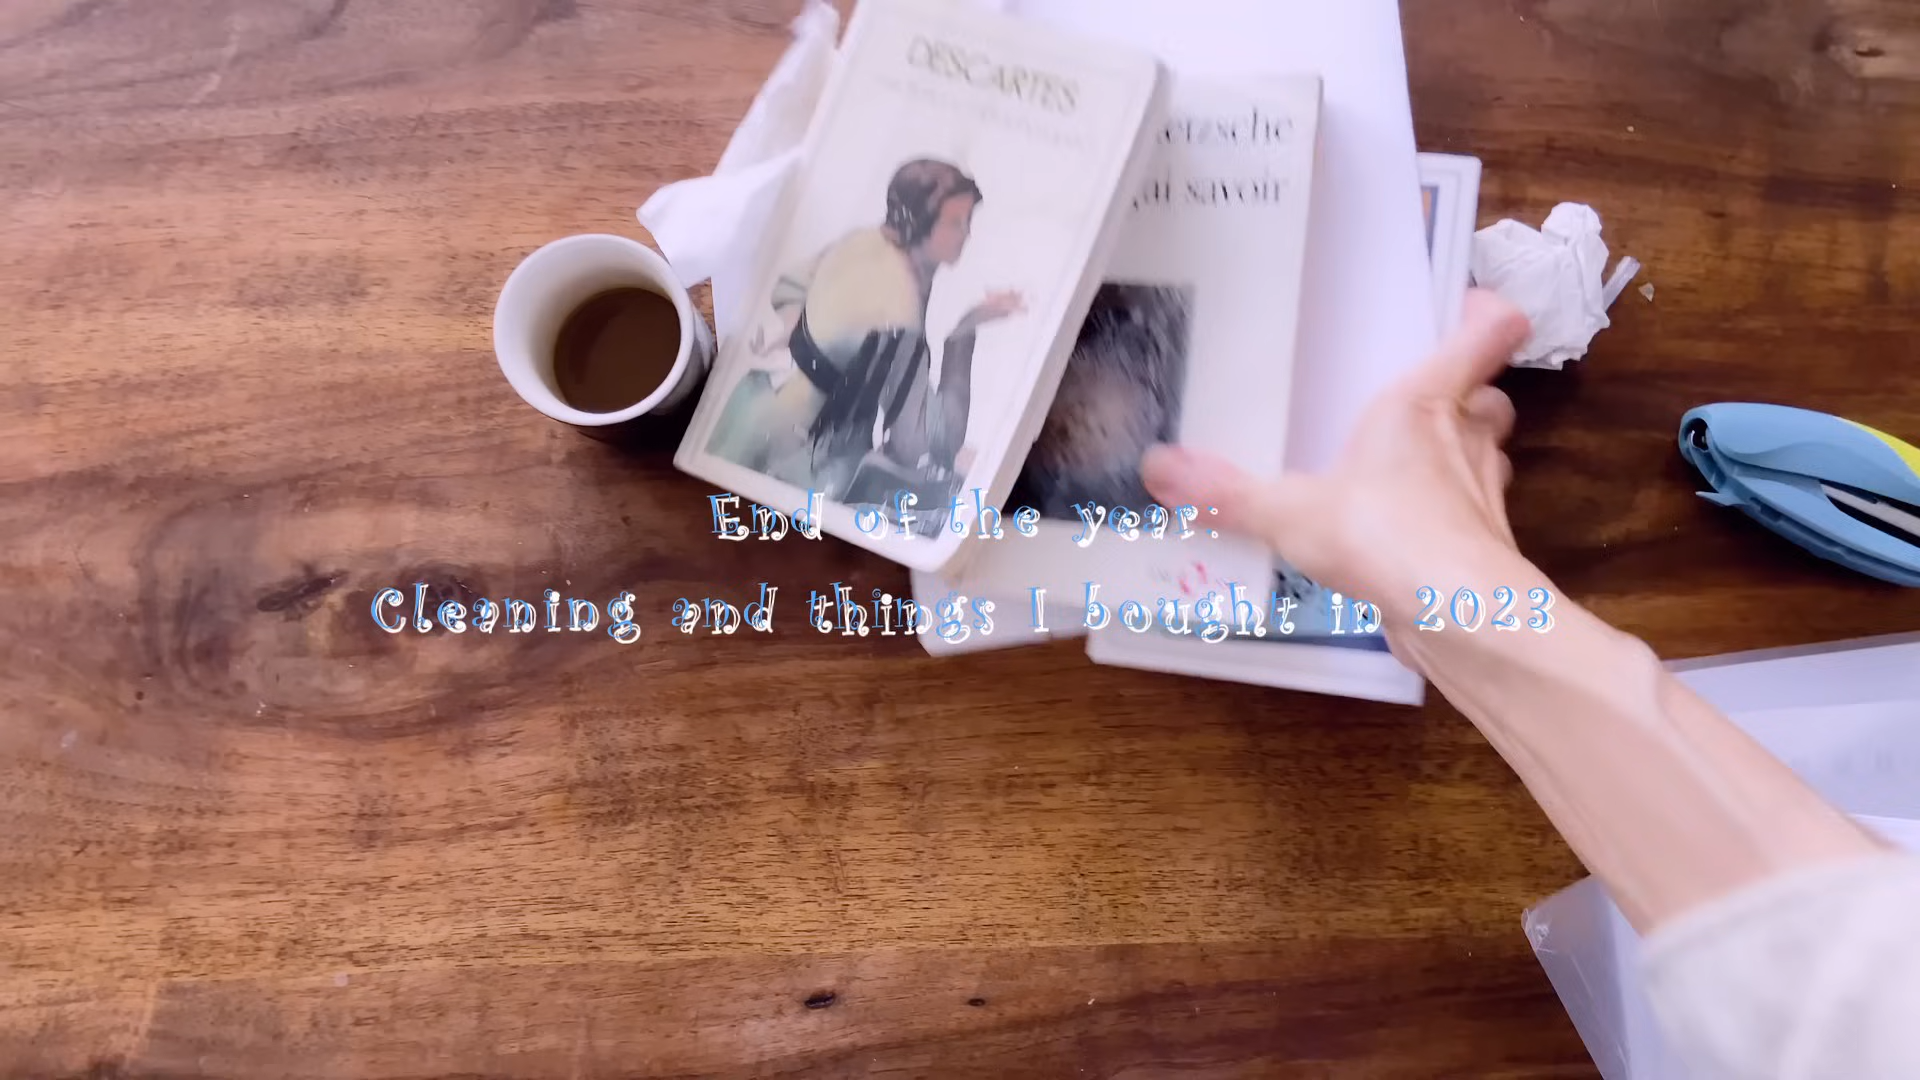 DESCARTES
etzsche
ai savoir
End of the year:
Cleaning and things I bought in 2023